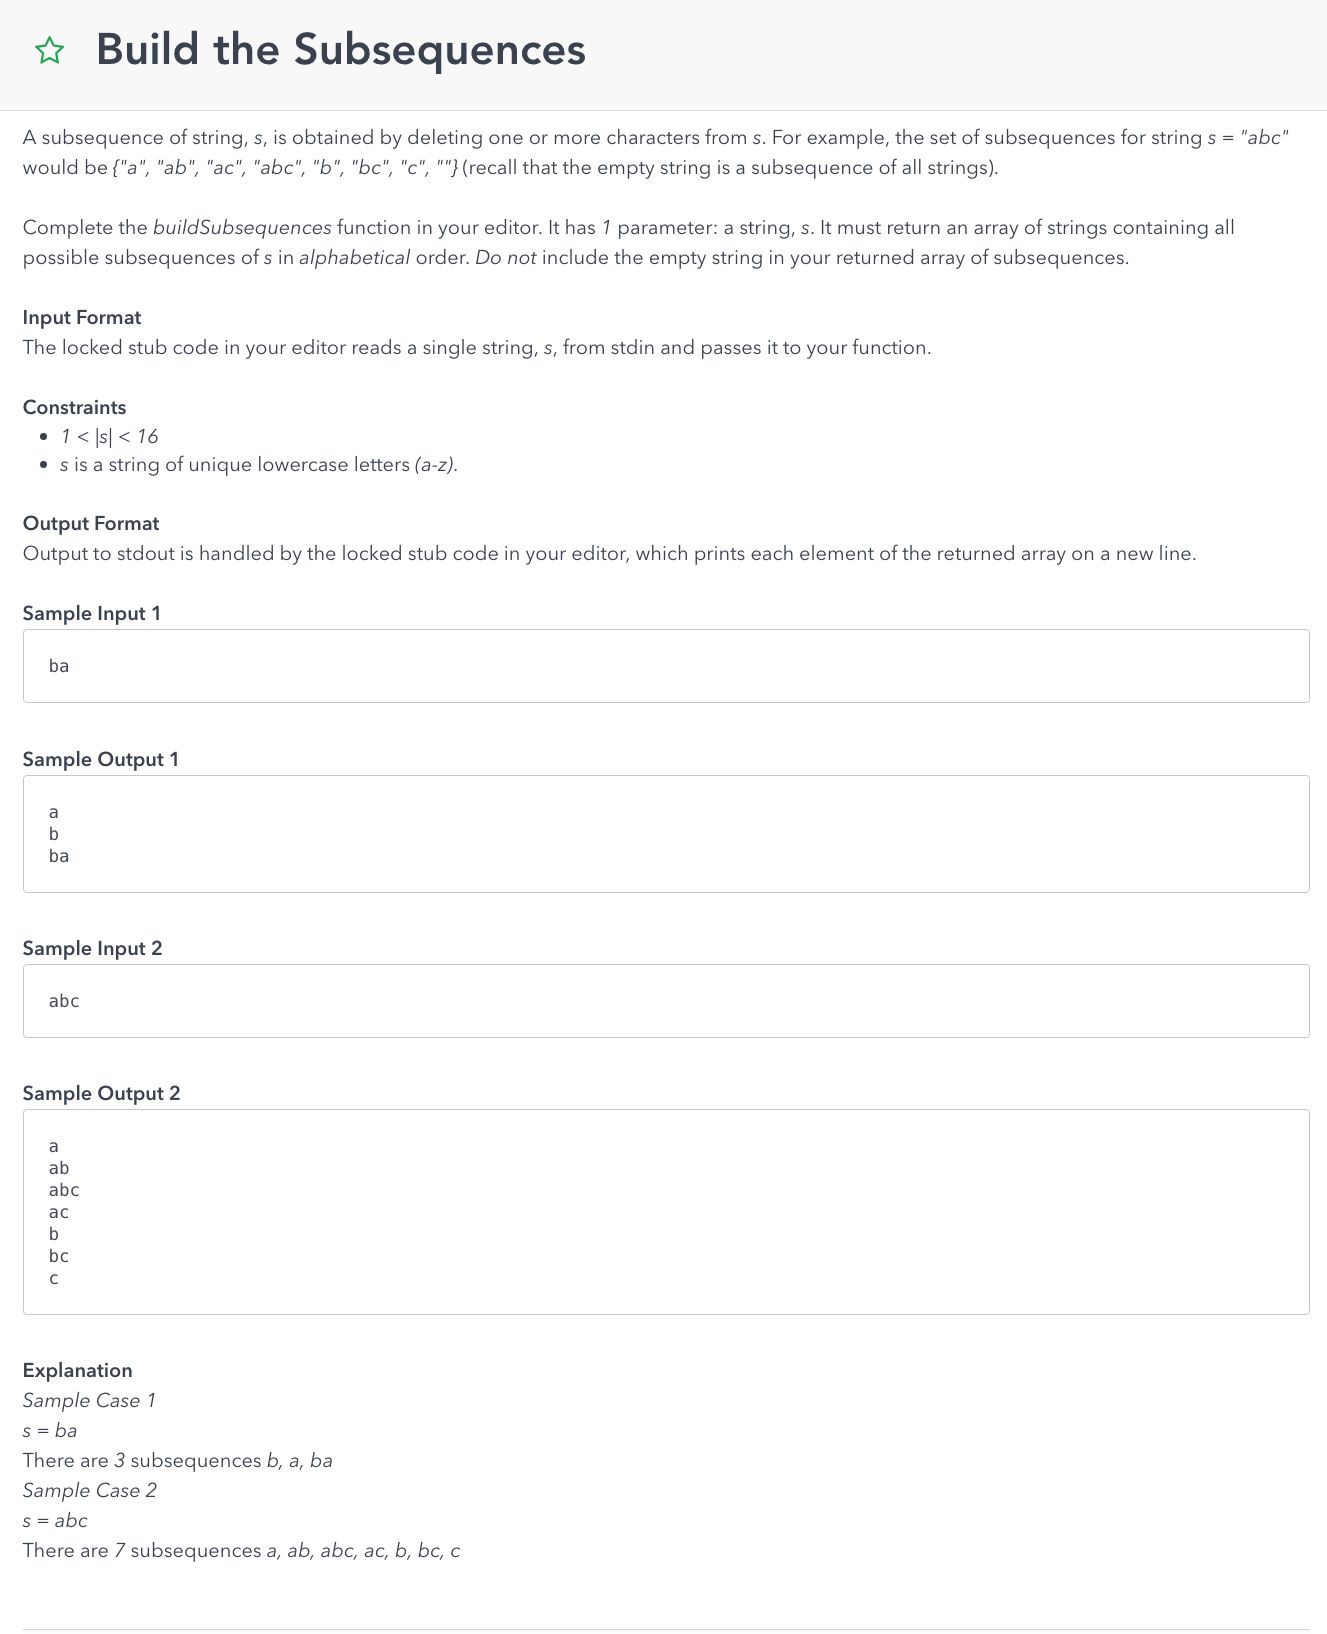 Build the Subsequences
A subsequence of string, s, is obtained by deleting one or more characters from s. For example, the set of subsequences for string s = "abc"
would be {"a", "ab", "ac", "abc", "b", "bc", "c", ""} (recall that the empty string is a subsequence of all strings).
Complete the buildSubsequences function in your editor. It has 1 parameter: a string, s. It must return an array of strings containing all
possible subsequences of s in alphabetical order. Do not include the empty string in your returned array of subsequences.
Input Format
The locked stub code in your editor reads a single string, s, from stdin and passes it to your function.
Constraints
• 1 < |s| < 16
• s is a string of unique lowercase letters (a-z).
Output Format
Output to stdout is handled by the locked stub code in your editor, which prints each element of the returned array on a new line.
Sample Input 1
ba
Sample Output 1
a
b
ba
Sample Input 2
abc
Sample Output 2
a
ab
abc
ac
b
bc
c
Explanation
Sample Case 1
s = ba
There are 3 subsequences b, a, ba
Sample Case 2
s = abc
There are 7 subsequences a, ab, abc, ac, b, bc, c